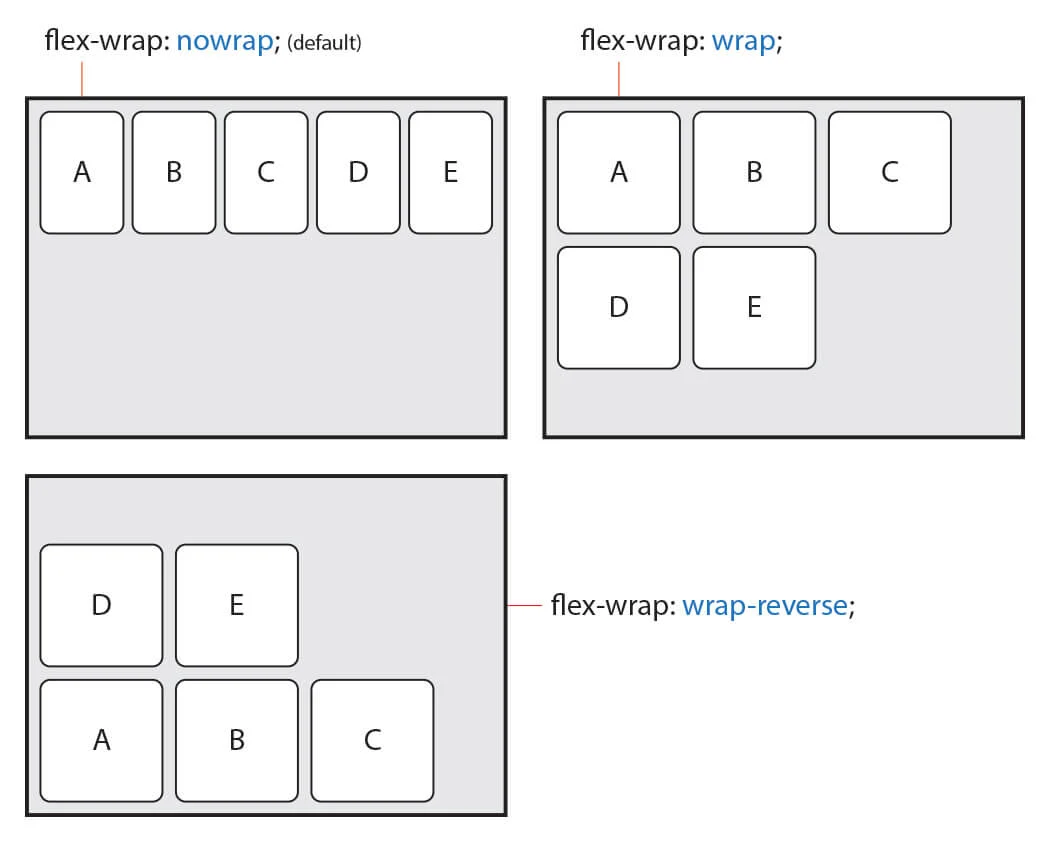 flex-wrap: nowrap; (default)
flex-wrap: wrap;
A B C D E
A B C
D E
D E
flex-wrap: wrap-reverse;
A B C